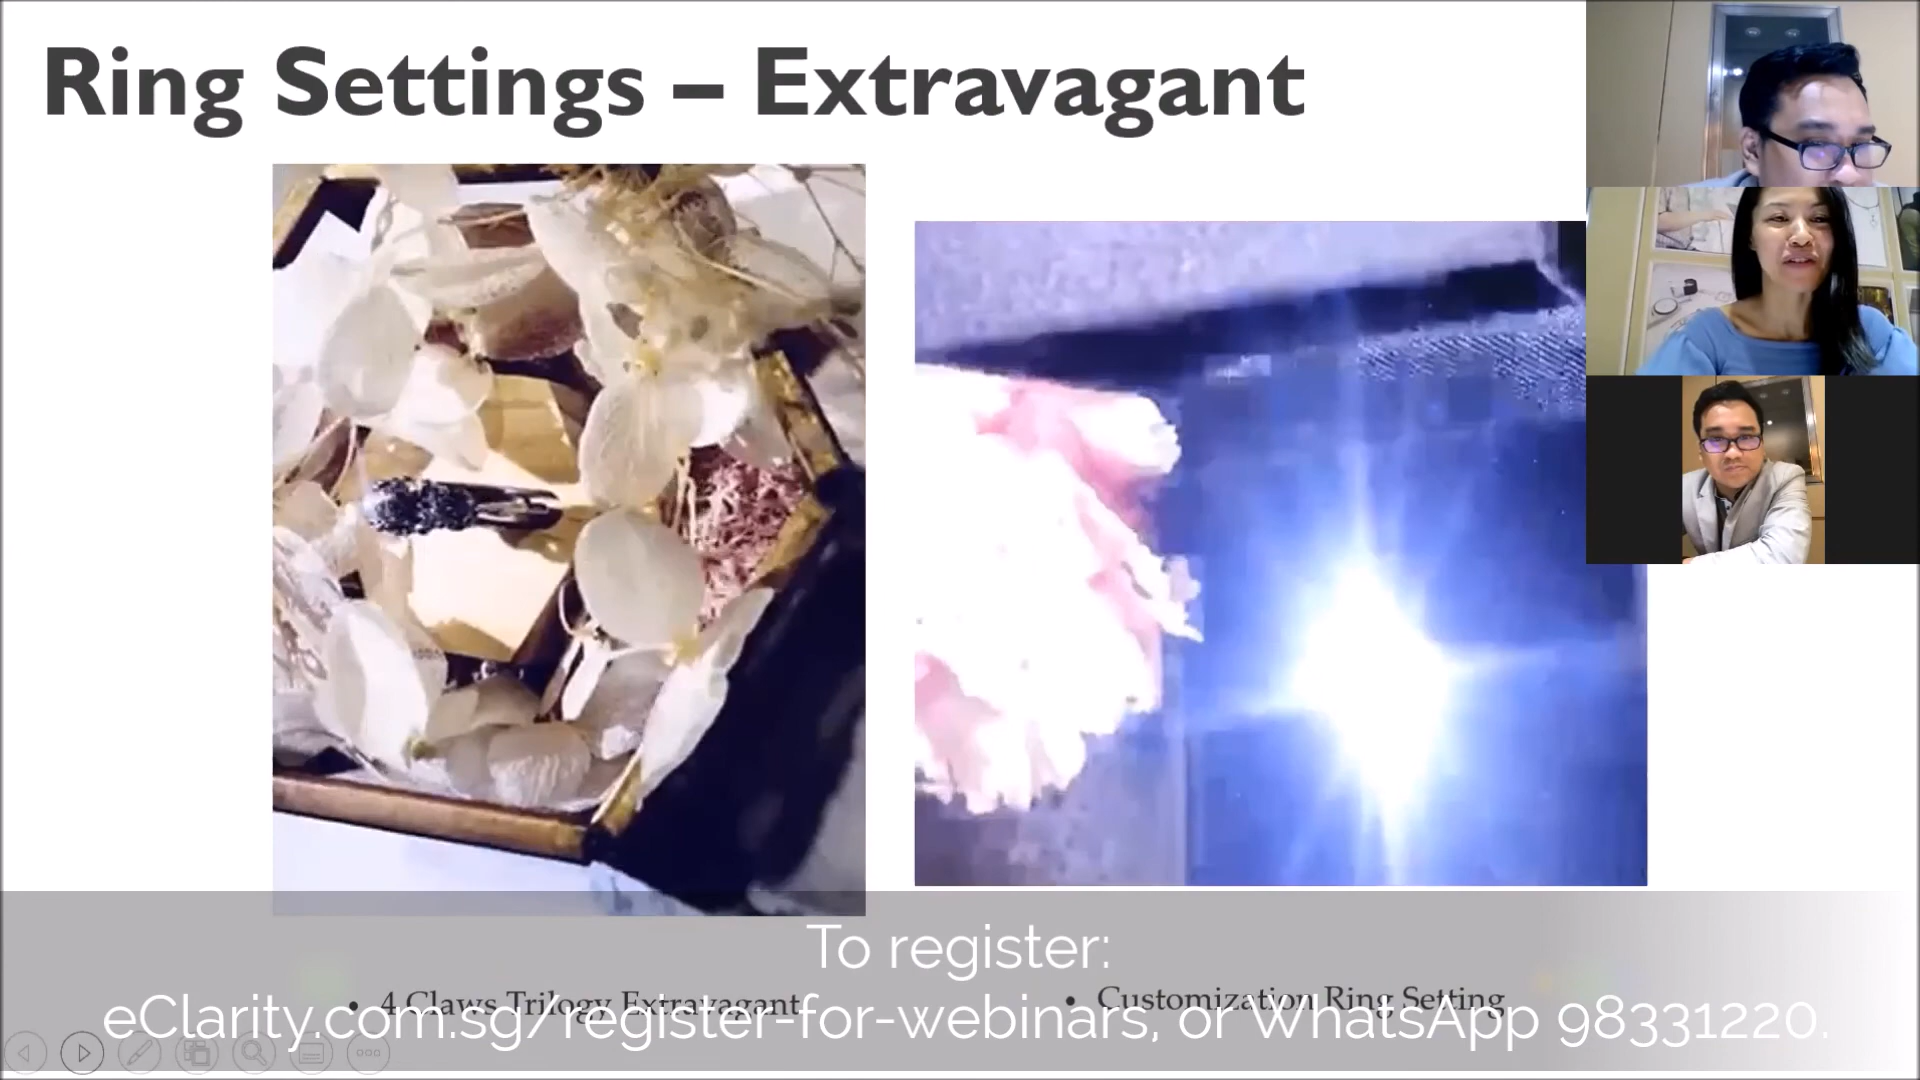 Ring Settings – Extravagant
To register:
• 4 Claws Trilogy Extravagant
• Customization Ring Setting
eClarity.com.sg/register-for-webinars, or WhatsApp 98331220.